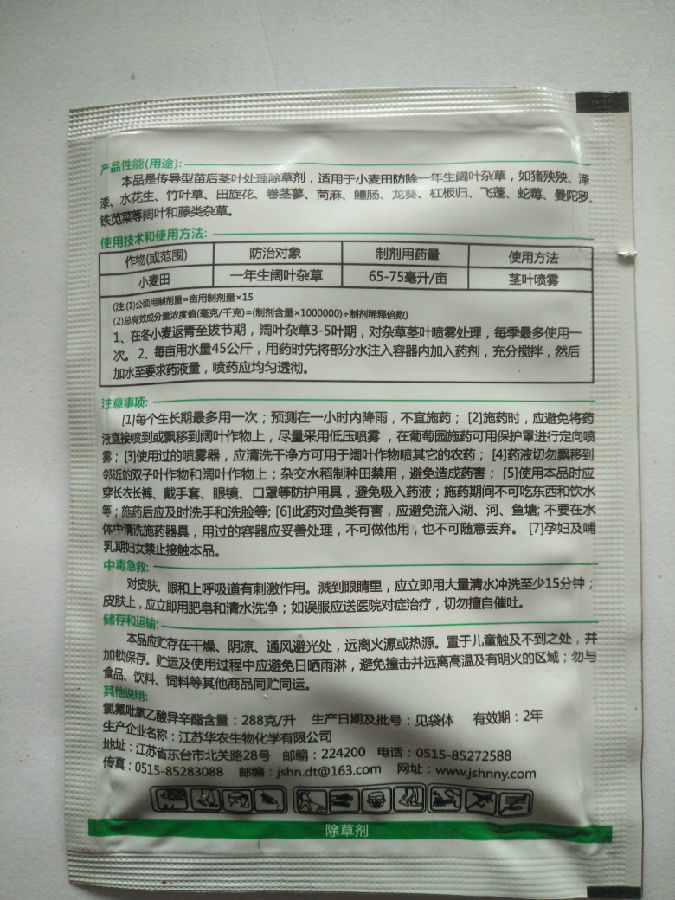 产品性能(用途):
本品是传导型苗后茎叶处理除草剂，适用于小麦田防除一年生阔叶杂草，如猪殃殃、泽
漆、水花生、竹叶草、田旋花、卷茎蓼、苘麻、鳢肠、龙葵、杠板归、飞蓬、蛇莓、曼陀罗、
铁苋菜等阔叶和藤类杂草。
使用技术和使用方法:
作物(或范围) 防治对象 制剂用药量 使用方法
小麦田 一年生阔叶杂草 65-75毫升/亩 茎叶喷雾
(注:(1)公顷用制剂量=亩用制剂量×15
(2)总有效成分量浓度值(毫克/千克)=(制剂含量×1000000)÷制剂稀释倍数)
1、在冬小麦返青至拔节期，阔叶杂草3-5叶期，对杂草茎叶喷雾处理，每季最多使用一
次。2、每亩用水量45公斤，用药时先将部分水注入容器内加入药剂，充分搅拌，然后
加水至要求药液量，喷药应均匀透彻。
注意事项:
[1]每个生长期最多用一次；预测在一小时内降雨，不宜施药；[2]施药时，应避免将药
液直接喷到或飘移到阔叶作物上，尽量采用低压喷雾，在葡萄园施药可用保护罩进行定向喷
雾；[3]使用过的喷雾器，应清洗干净方可用于阔叶作物喷其它的农药；[4]药液切勿飘移到
邻近的双子叶作物和阔叶作物上；杂交水稻制种田禁用，避免造成药害；[5]使用本品时应
穿长衣长裤、戴手套、眼镜、口罩等防护用具，避免吸入药液；施药期间不可吃东西和饮水
等；施药后应及时洗手和洗脸等；[6]此药对鱼类有害，应避免流入湖、河、鱼塘；不要在水
体中清洗施药器具，用过的容器应妥善处理，不可做他用，也不可随意丢弃。[7]孕妇及哺
乳期妇女禁止接触本品。
中毒急救:
对皮肤、眼和上呼吸道有刺激作用。溅到眼睛里，应立即用大量清水冲洗至少15分钟；
皮肤上，应立即用肥皂和清水洗净；如误服应送医院对症治疗，切勿擅自催吐。
储存和运输:
本品应贮存在干燥、阴凉、通风避光处，远离火源或热源。置于儿童触及不到之处，并
加锁保存。贮运及使用过程中应避免日晒雨淋，避免撞击并远离高温及有明火的区域；勿与
食品、饮料、饲料等其他商品同贮同运。
其他说明:
氯氟吡氧乙酸异辛酯含量：288克/升 生产日期及批号：见袋体 有效期：2年
生产企业名称：江苏华农生物化学有限公司
地址：江苏省东台市北关路28号 邮编：224200 电话：0515-85272588
传真：0515-85283088 邮编：jshn.dt@163.com 网址：www.jshnny.com
除草剂